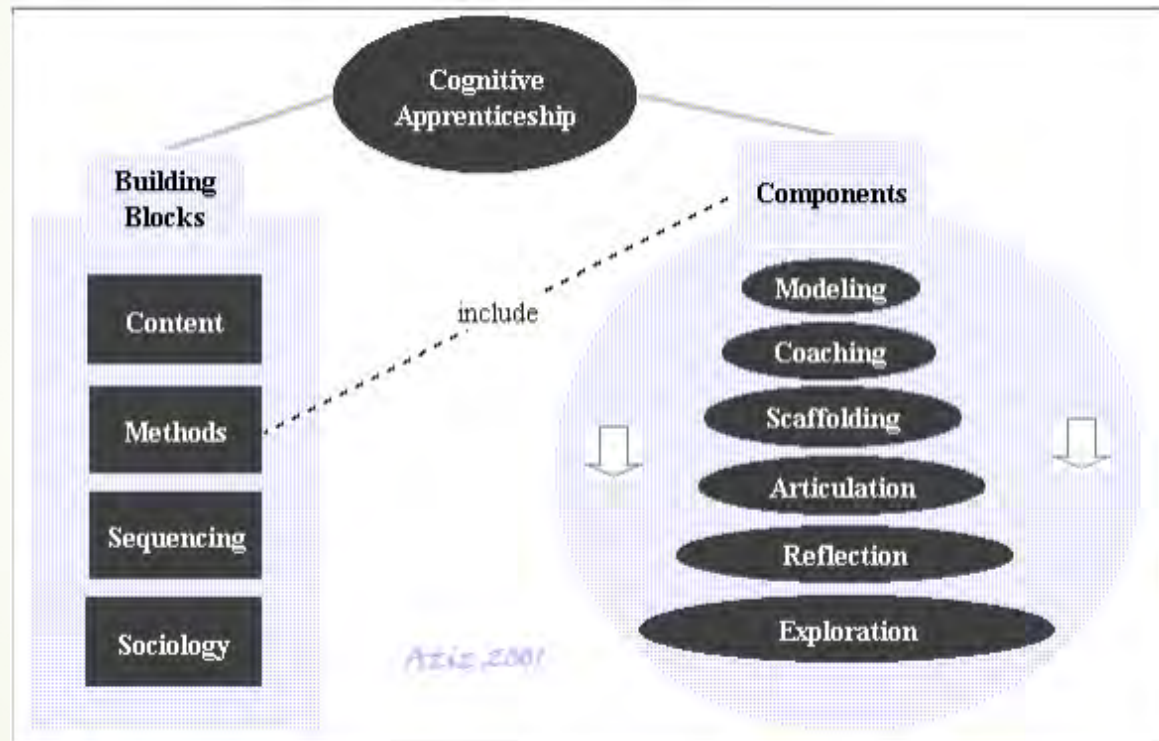 Cognitive
Apprenticeship
Building
Blocks
Components
Content
Methods
Sequencing
Sociology
include
Modeling
Coaching
Scaffolding
Articulation
Reflection
Exploration
Aziz 2001